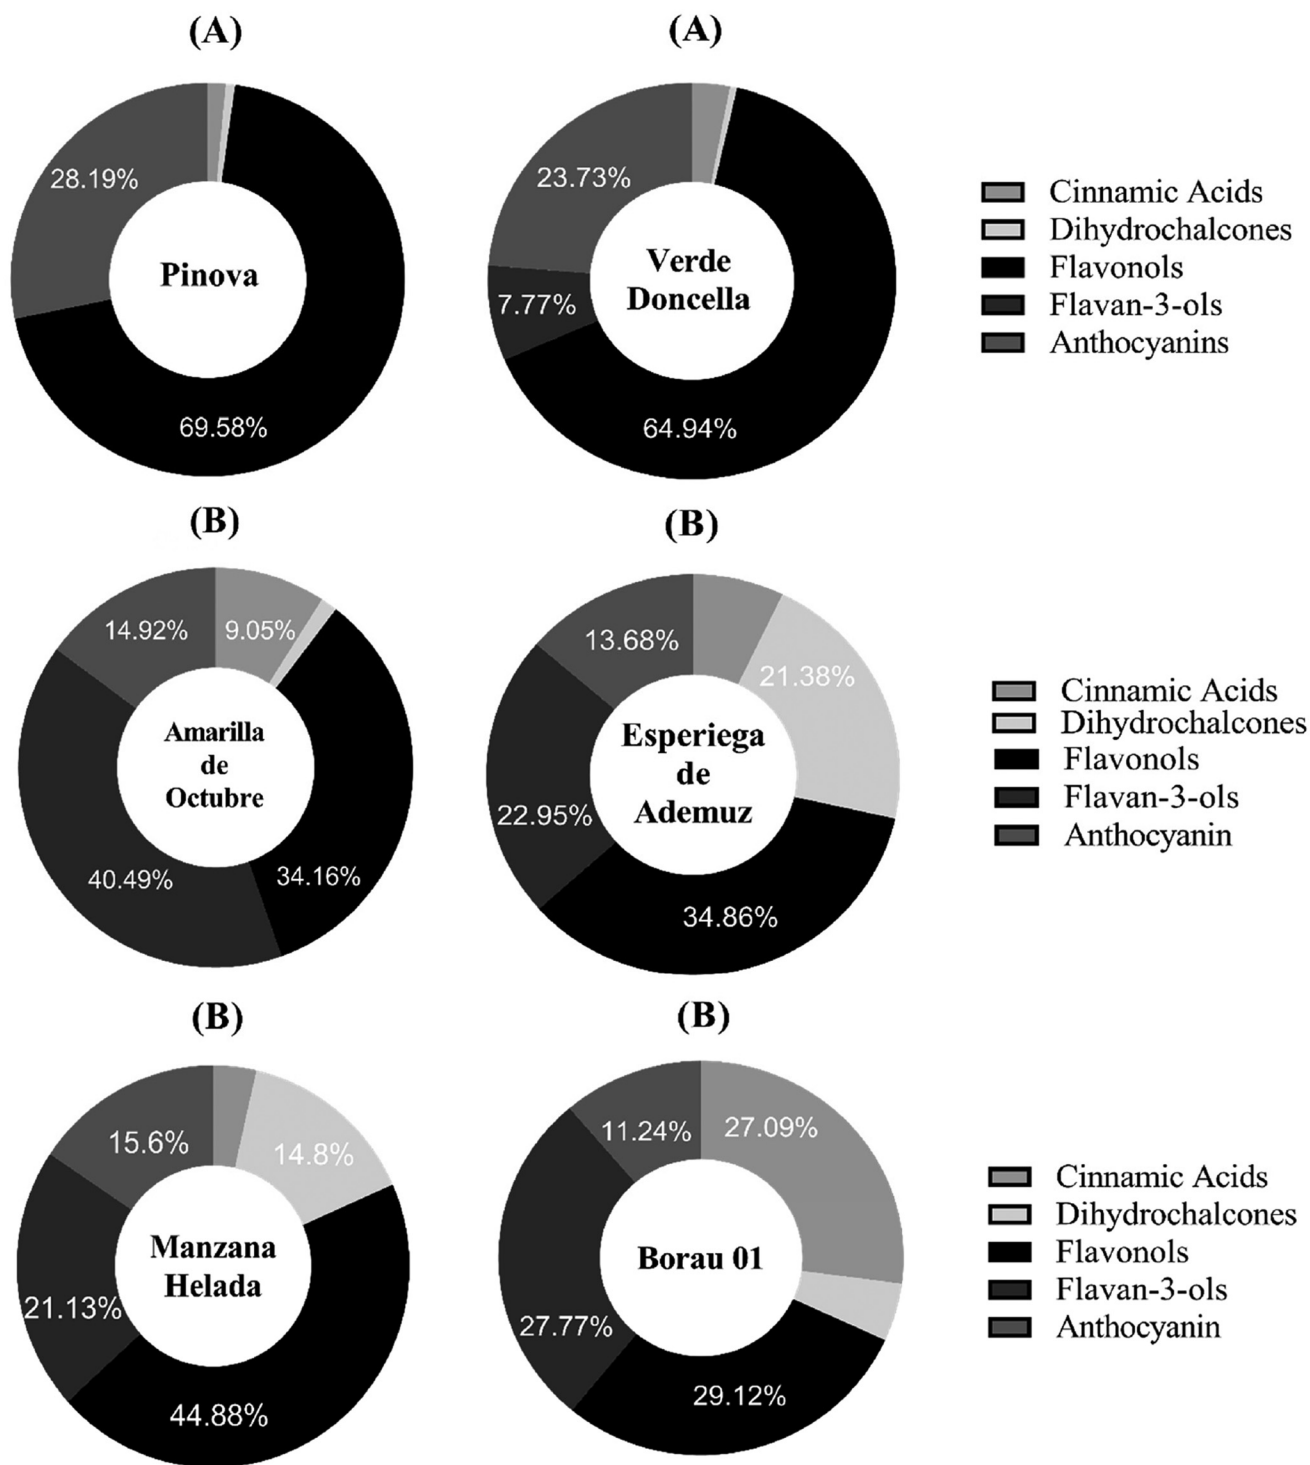 (A)
28.19%
Pinova
69.58%
(A)
23.73%
7.77%
Verde
Doncella
64.94%
Cinnamic Acids
Dihydrochalcones
Flavonols
Flavan-3-ols
Anthocyanins
(B)
14.92%
9.05%
Amarilla
de
Octubre
40.49%
34.16%
(B)
13.68%
21.38%
Esperiega
de
Ademuz
22.95%
34.86%
Cinnamic Acids
Dihydrochalcones
Flavonols
Flavan-3-ols
Anthocyanin
(B)
15.6%
14.8%
Manzana
Helada
21.13%
44.88%
(B)
11.24%
27.09%
Borau 01
27.77%
29.12%
Cinnamic Acids
Dihydrochalcones
Flavonols
Flavan-3-ols
Anthocyanin